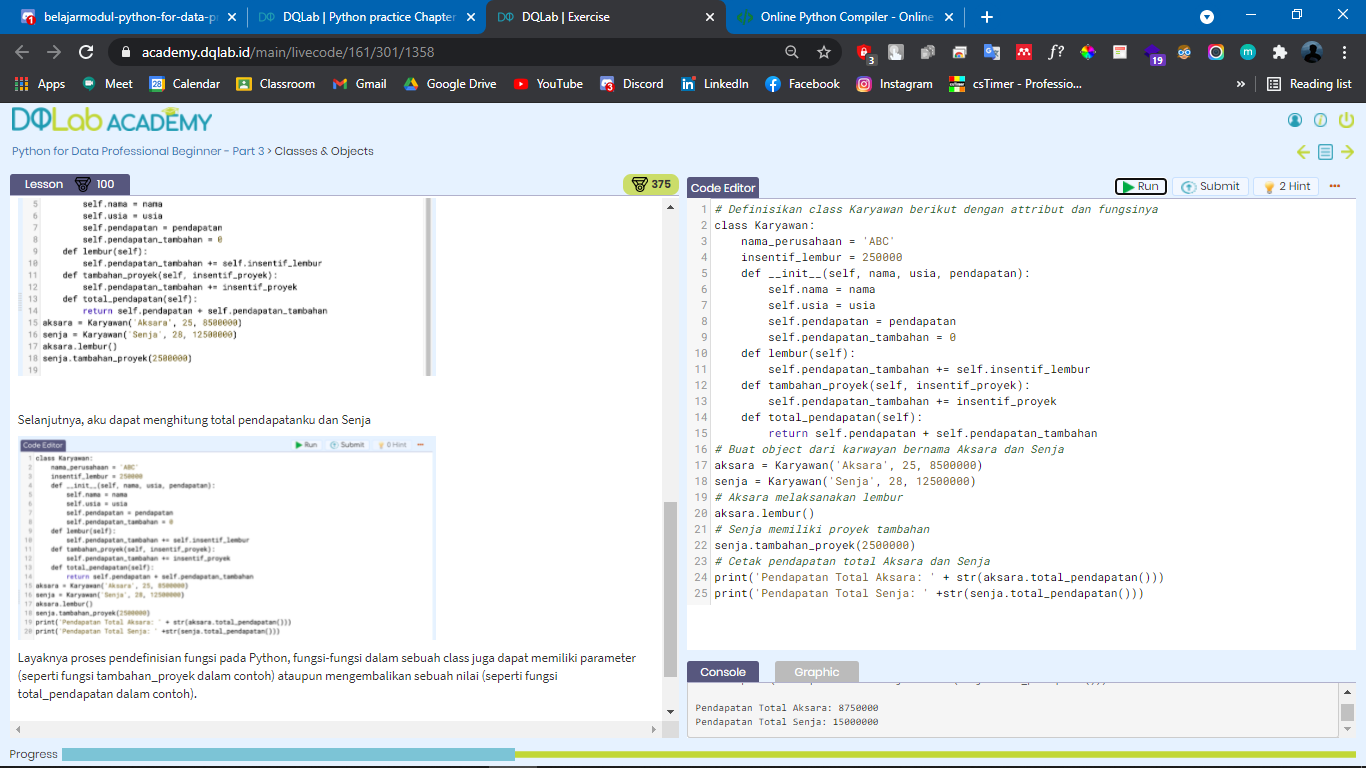 belajarmodul-python-for-data-pr
DQLab | Python practice Chapter
DQLab | Exercise
Online Python Compiler - Online
academy.dqlab.id/main/livecode/161/301/1358
3
f?
19
m
Apps
Meet
28
Calendar
Classroom
Gmail
Google Drive
YouTube
3
Discord
LinkedIn
Facebook
Instagram
csTimer - Professio...
»
Reading list
DQLab ACADEMY
Python for Data Professional Beginner - Part 3 > Classes & Objects
Lesson 100
375
5 self.nama = nama
6 self.usia = usia
7 self.pendapatan = pendapatan
8 self.pendapatan_tambahan = 0
9 def lembur(self):
10 self.pendapatan_tambahan += self.insentif_lembur
11 def tambahan_proyek(self, insentif_proyek):
12 self.pendapatan_tambahan += insentif_proyek
13 def total_pendapatan(self):
14 return self.pendapatan + self.pendapatan_tambahan
15 aksara = Karyawan('Aksara', 25, 8500000)
16 senja = Karyawan('Senja', 28, 12500000)
17 aksara.lembur()
18 senja.tambahan_proyek(2500000)
19
Selanjutnya, aku dapat menghitung total pendapatanku dan Senja
Code Editor
Run
Submit
0 Hint
1 class Karyawan:
2 nama_perusahaan = 'ABC'
3 insentif_lembur = 250000
4 def __init__(self, nama, usia, pendapatan):
5 self.nama = nama
6 self.usia = usia
7 self.pendapatan = pendapatan
8 self.pendapatan_tambahan = 0
9 def lembur(self):
10 self.pendapatan_tambahan += self.insentif_lembur
11 def tambahan_proyek(self, insentif_proyek):
12 self.pendapatan_tambahan += insentif_proyek
13 def total_pendapatan(self):
14 return self.pendapatan + self.pendapatan_tambahan
15 aksara = Karyawan('Aksara', 25, 8500000)
16 senja = Karyawan('Senja', 28, 12500000)
17 aksara.lembur()
18 senja.tambahan_proyek(2500000)
19 print('Pendapatan Total Aksara: ' + str(aksara.total_pendapatan()))
20 print('Pendapatan Total Senja: ' +str(senja.total_pendapatan()))
Layaknya proses pendefinisian fungsi pada Python, fungsi-fungsi dalam sebuah class juga dapat memiliki parameter
(seperti fungsi tambahan_proyek dalam contoh) ataupun mengembalikan sebuah nilai (seperti fungsi
total_pendapatan dalam contoh).
Code Editor
Run
Submit
2 Hint
1 # Definisikan class Karyawan berikut dengan attribut dan fungsinya
2 class Karyawan:
3 nama_perusahaan = 'ABC'
4 insentif_lembur = 250000
5 def __init__(self, nama, usia, pendapatan):
6 self.nama = nama
7 self.usia = usia
8 self.pendapatan = pendapatan
9 self.pendapatan_tambahan = 0
10 def lembur(self):
11 self.pendapatan_tambahan += self.insentif_lembur
12 def tambahan_proyek(self, insentif_proyek):
13 self.pendapatan_tambahan += insentif_proyek
14 def total_pendapatan(self):
15 return self.pendapatan + self.pendapatan_tambahan
16 # Buat object dari karwayan bernama Aksara dan Senja
17 aksara = Karyawan('Aksara', 25, 8500000)
18 senja = Karyawan('Senja', 28, 12500000)
19 # Aksara melaksanakan lembur
20 aksara.lembur()
21 # Senja memiliki proyek tambahan
22 senja.tambahan_proyek(2500000)
23 # Cetak pendapatan total Aksara dan Senja
24 print('Pendapatan Total Aksara: ' + str(aksara.total_pendapatan()))
25 print('Pendapatan Total Senja: ' +str(senja.total_pendapatan()))
Console
Graphic
Pendapatan Total Aksara: 8750000
Pendapatan Total Senja: 15000000
Progress